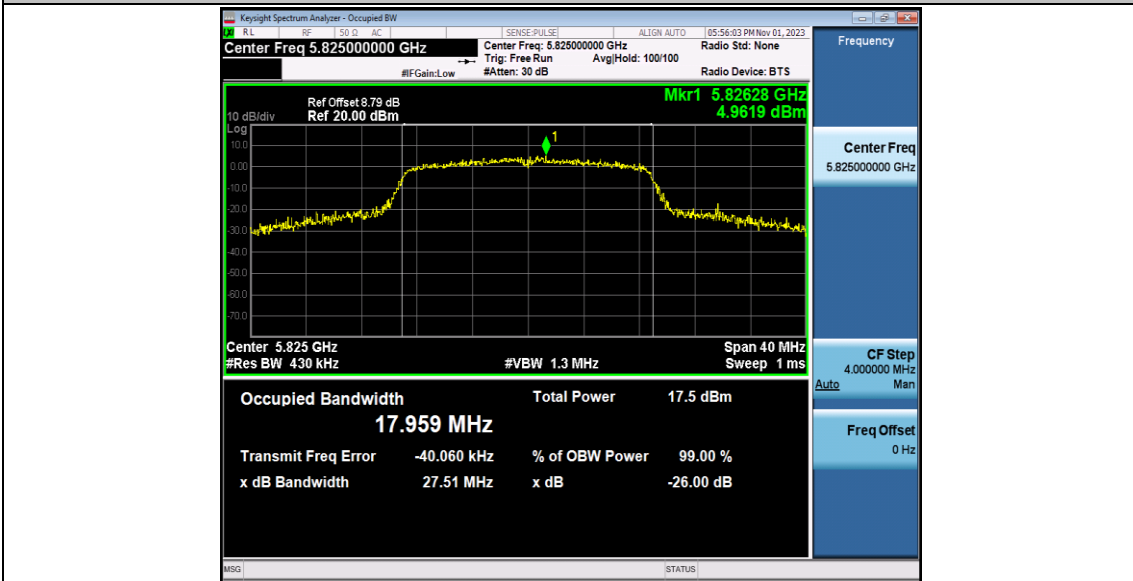 Keysight Spectrum Analyzer - Occupied BW
RL RF 50 Ω AC SENSE:PULSE ALIGN AUTO 05:56:03 PM Nov 01, 2023
Center Freq 5.825000000 GHz
Center Freq: 5.825000000 GHz
Radio Std: None
Trig: Free Run Avg|Hold: 100/100
#IFGain:Low
#Atten: 30 dB
Radio Device: BTS
Frequency
Mkr1 5.82628 GHz
4.9619 dBm
Ref Offset 8.79 dB
10 dB/div Ref 20.00 dBm
Log
10.0
0.00
-10.0
-20.0
-30.0
-40.0
-50.0
-60.0
-70.0
1
Center 5.825 GHz
Span 40 MHz
#Res BW 430 kHz
#VBW 1.3 MHz
Sweep 1 ms
Occupied Bandwidth
17.959 MHz
Total Power 17.5 dBm
Transmit Freq Error -40.060 kHz
% of OBW Power 99.00 %
x dB Bandwidth 27.51 MHz
x dB -26.00 dB
Center Freq
5.825000000 GHz
CF Step
4.000000 MHz
Auto Man
Freq Offset
0 Hz
MSG
STATUS